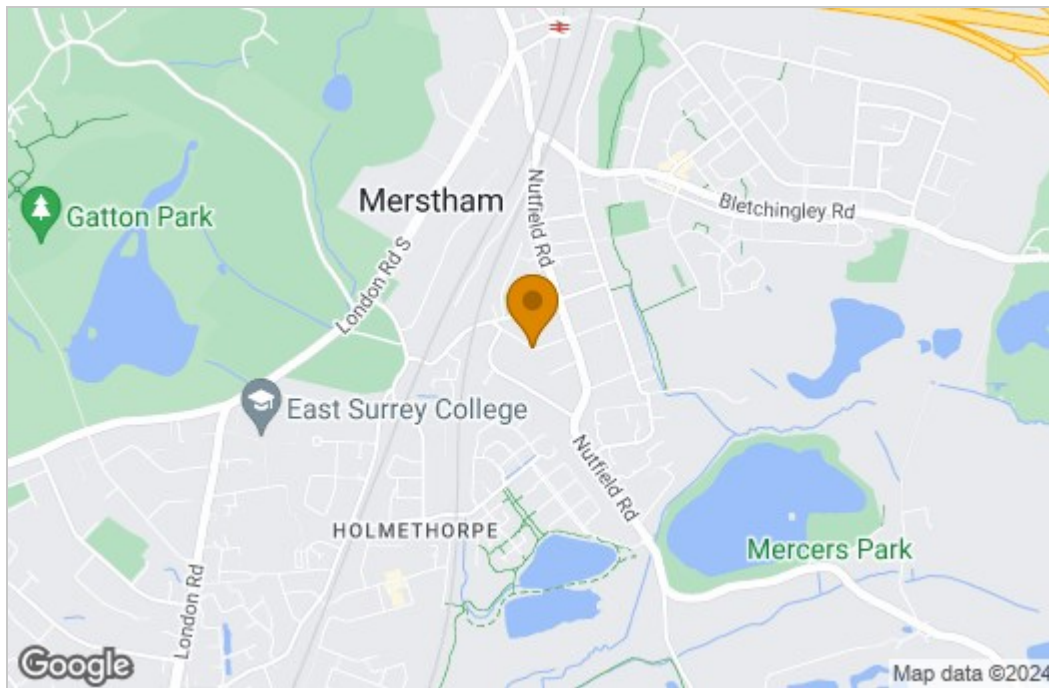 Gatton Park
Merstham
Nutfield Rd
Bletchingley Rd
London Rd S
East Surrey College
Nutfield Rd
HOLMETHORPE
Mercers Park
London Rd
Google
Map data ©2024